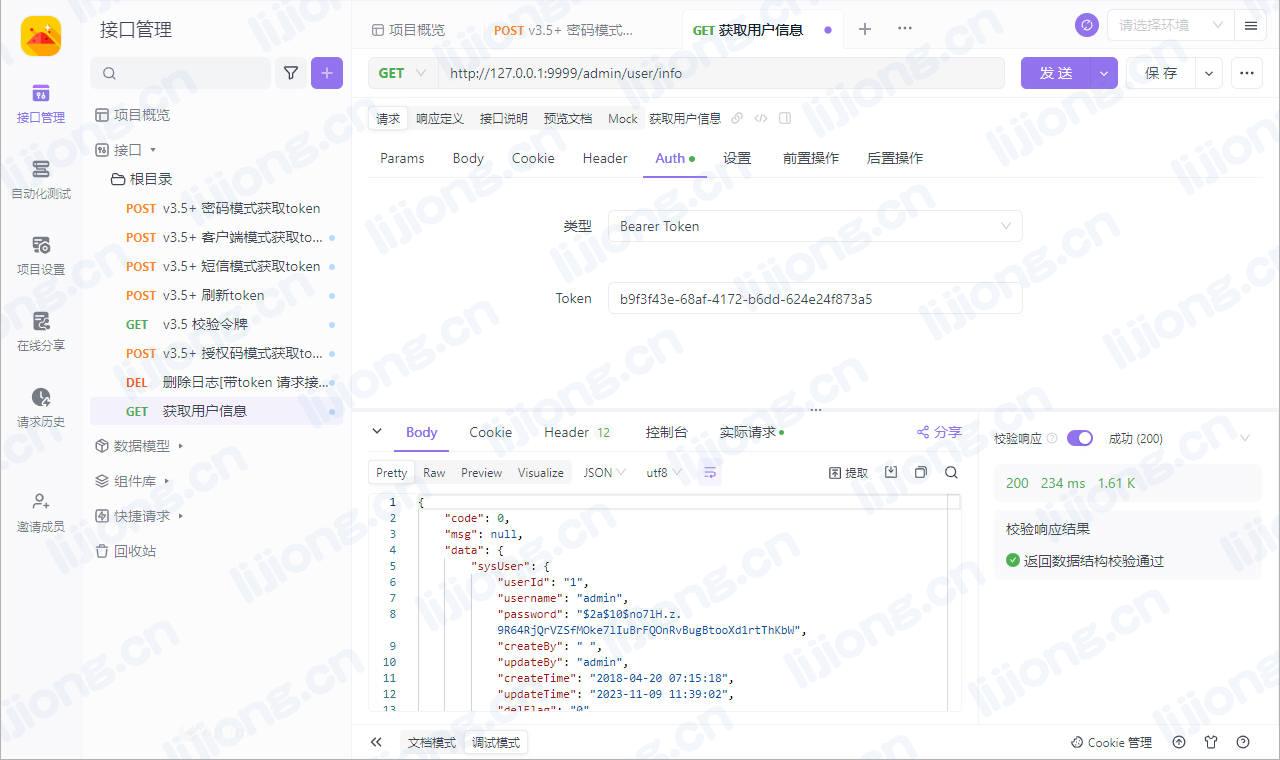 接口管理
接口管理
自动化测试
项目设置
在线分享
请求历史
邀请成员
项目概览
接口
根目录
POST v3.5+ 密码模式获取token
POST v3.5+ 客户端模式获取to...
POST v3.5+ 短信模式获取token
POST v3.5+ 刷新token
GET v3.5 校验令牌
POST v3.5+ 授权码模式获取to...
DEL 删除日志[带token 请求接...
GET 获取用户信息
数据模型
组件库
快捷请求
回收站
项目概览 POST v3.5+ 密码模式... GET 获取用户信息 请选择环境
GET http://127.0.0.1:9999/admin/user/info 发 送 保 存
请求 响应定义 接口说明 预览文档 Mock 获取用户信息
Params Body Cookie Header Auth 设置 前置操作 后置操作
类型 Bearer Token
Token b9f3f43e-68af-4172-b6dd-624e24f873a5
Body Cookie Header 12 控制台 实际请求 分享
Pretty Raw Preview Visualize JSON utf8 提取
1 {
2 "code": 0,
3 "msg": null,
4 "data": {
5 "sysUser": {
6 "userId": "1",
7 "username": "admin",
8 "password": "$2a$10$no7lH.z.
9R64RjQrVZSfMOke7lIuBrFQOnRvBugBtooXd1rtThKbW",
9 "createBy": " ",
10 "updateBy": "admin",
11 "createTime": "2018-04-20 07:15:18",
12 "updateTime": "2023-11-09 11:39:02",
13 "delFlag": "0"
校验响应 成功 (200)
200 234 ms 1.61 K
校验响应结果
返回数据结构校验通过
文档模式 调试模式 Cookie 管理
lijiong.cn